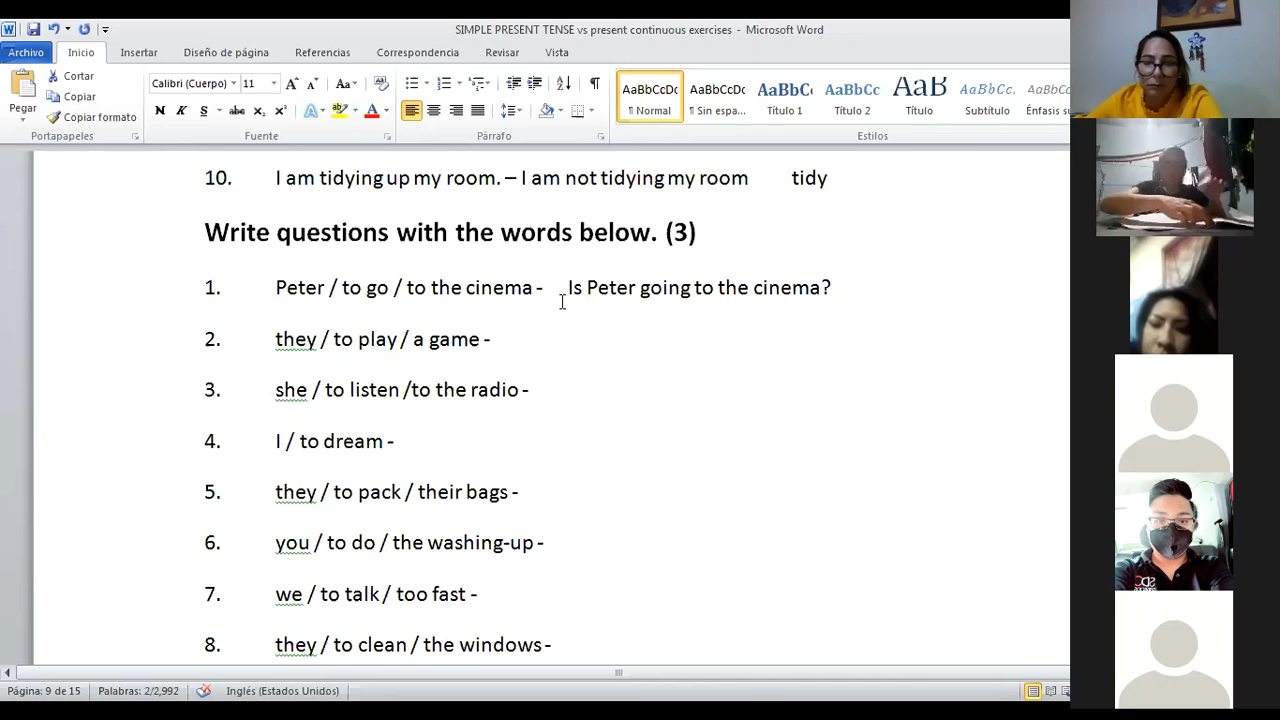 SIMPLE PRESENT TENSE vs present continuous exercises - Microsoft Word
Archivo Inicio Insertar Diseño de página Referencias Correspondencia Revisar Vista
Pegar
Cortar
Copiar
Copiar formato
Portapapeles
Calibri (Cuerpo) 11
N K S abc x₂ x²
Fuente
Párrafo
AaBbCcDc
¶ Normal
AaBbCcDc
¶ Sin espa...
AaBbCc
Título 1
AaBbCc
Título 2
AaB
Título
AaBbCc.
Subtítulo
AaBbCcDc
Énfasis su
Estilos
10. I am tidying up my room. – I am not tidying my room tidy
Write questions with the words below. (3)
1. Peter / to go / to the cinema - Is Peter going to the cinema?
2. they / to play / a game -
3. she / to listen /to the radio -
4. I / to dream -
5. they / to pack / their bags -
6. you / to do / the washing-up -
7. we / to talk / too fast -
8. they / to clean / the windows -
Página: 9 de 15 Palabras: 2/2,992 Inglés (Estados Unidos)